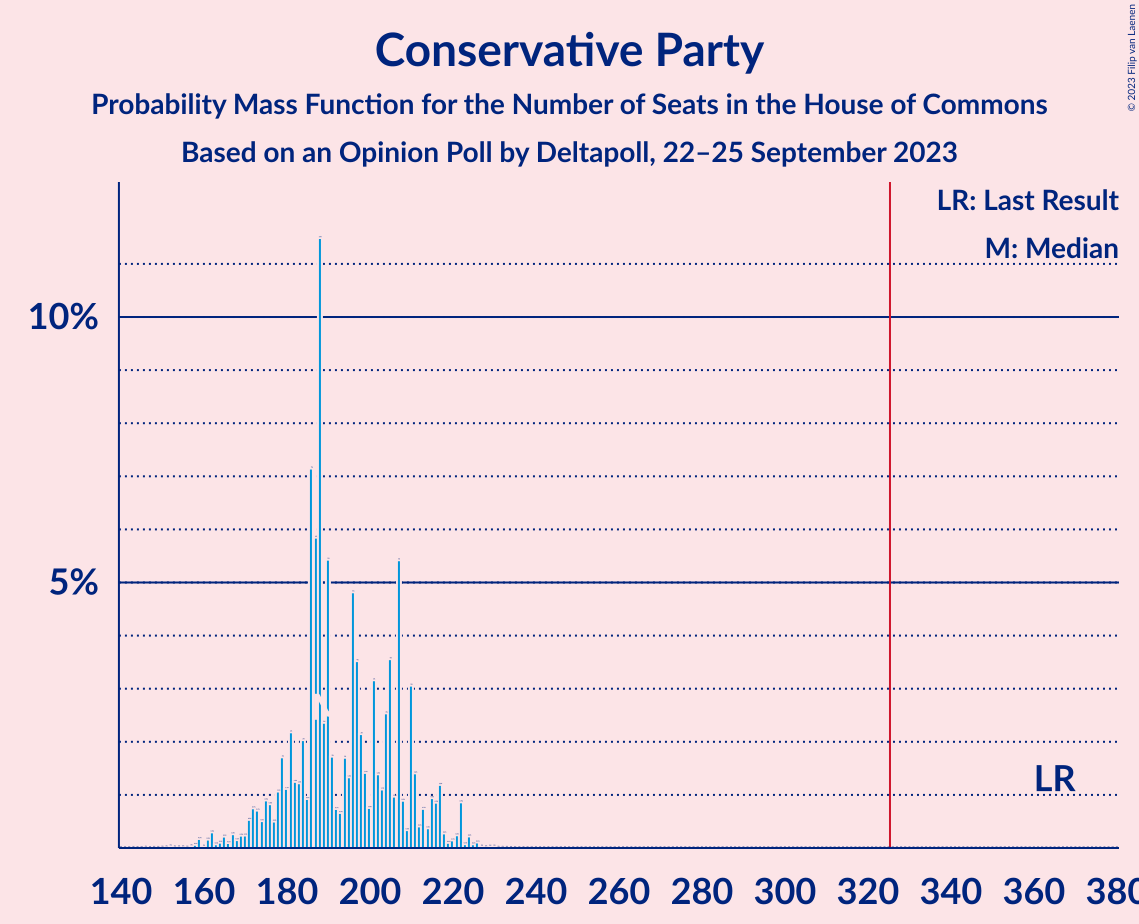 Conservative Party
Probability Mass Function for the Number of Seats in the House of Commons
Based on an Opinion Poll by Deltapoll, 22–25 September 2023
© 2023 Filip van Laenen
LR: Last Result
M: Median
10%
5%
LR
140 160 180 200 220 240 260 280 300 320 340 360 380